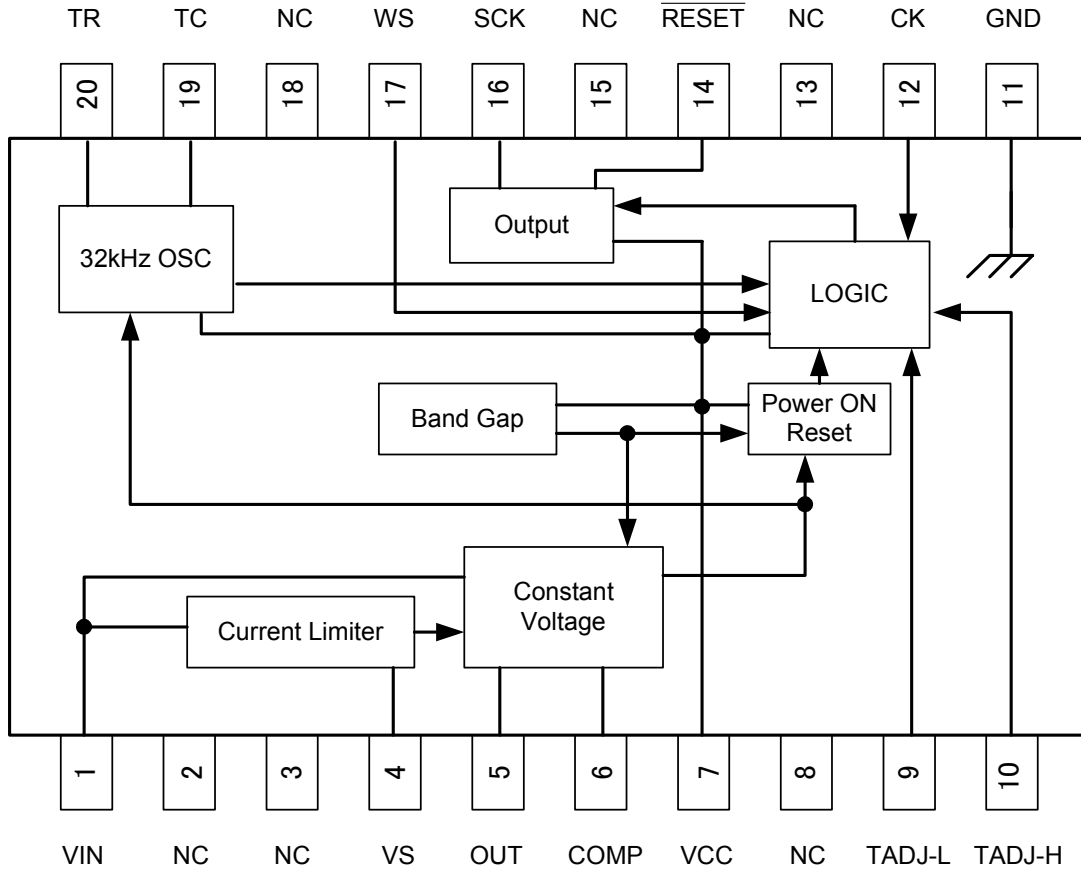 TR TC NC WS SCK NC RESET NC CK GND
20 19 18 17 16 15 14 13 12 11
Output
32kHz OSC
LOGIC
Band Gap
Power ON
Reset
Constant
Voltage
Current Limiter
1 2 3 4 5 6 7 8 9 10
VIN NC NC VS OUT COMP VCC NC TADJ-L TADJ-H